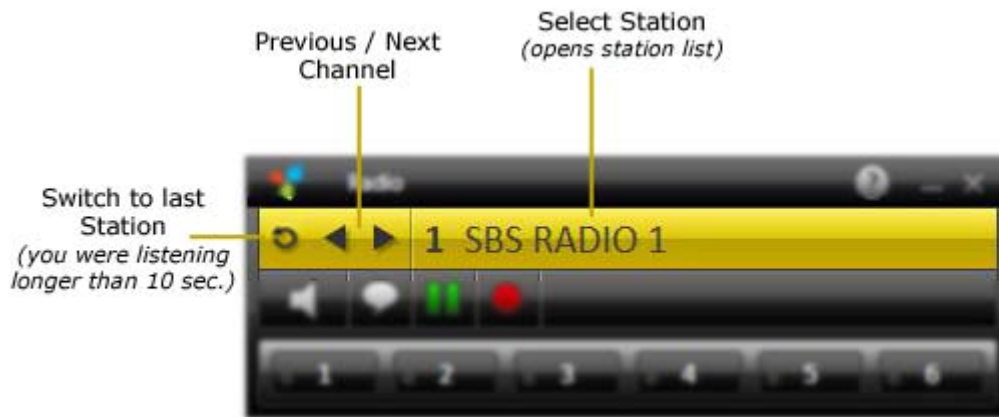 Select Station
(opens station list)
Previous / Next
Channel
Radio
?
Switch to last
Station
(you were listening
longer than 10 sec.)
1 SBS RADIO 1
1 2 3 4 5 6